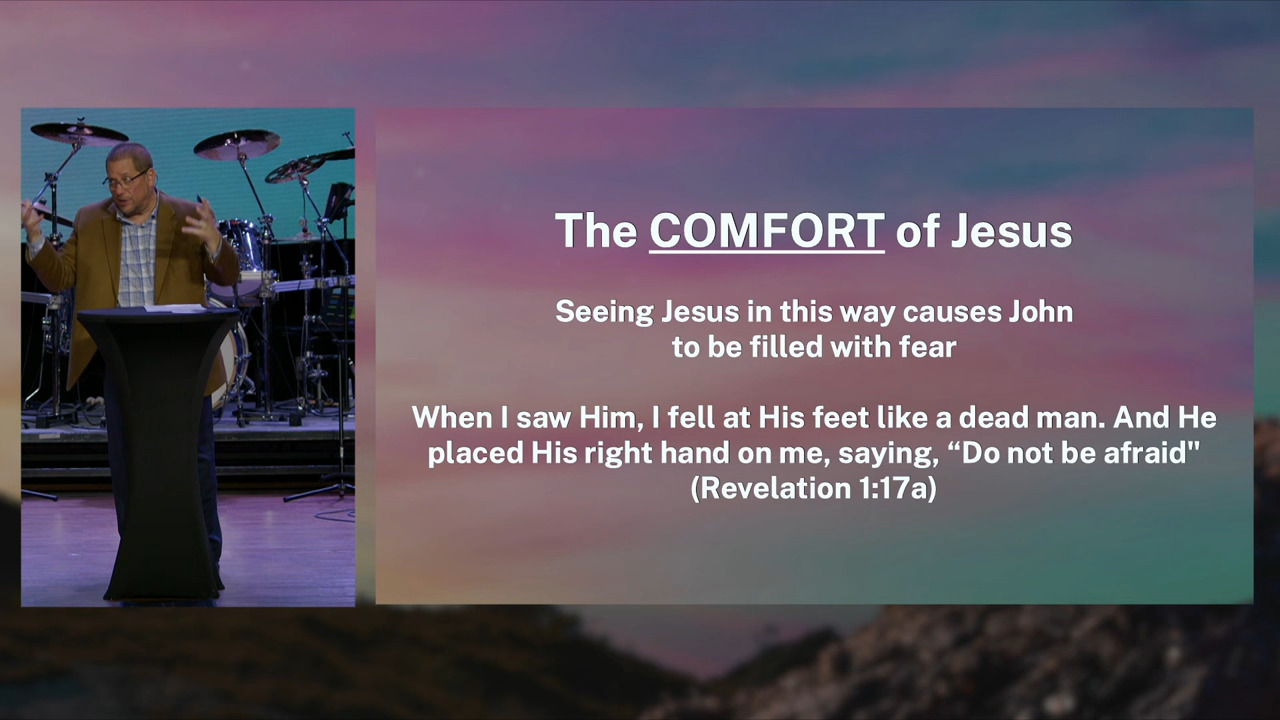 The COMFORT of Jesus
Seeing Jesus in this way causes John
to be filled with fear
When I saw Him, I fell at His feet like a dead man. And He
placed His right hand on me, saying, “Do not be afraid"
(Revelation 1:17a)